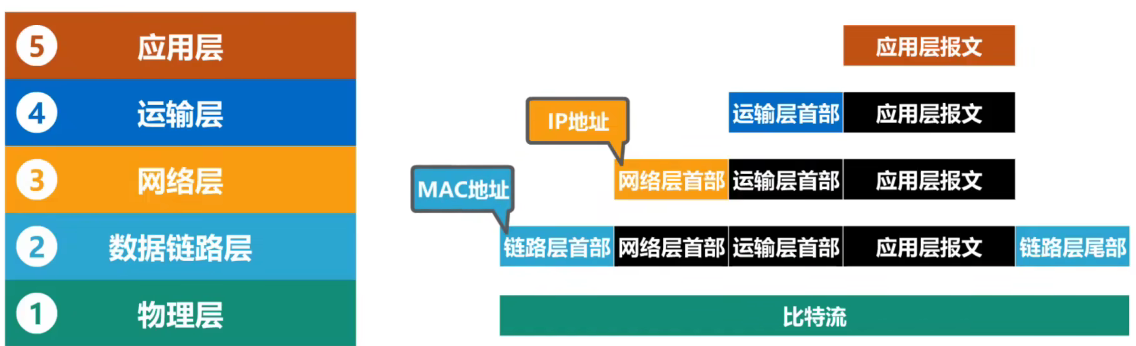 5 应用层 应用层报文
4 运输层 运输层首部 应用层报文
IP地址
3 网络层 网络层首部 运输层首部 应用层报文
MAC地址
2 数据链路层 链路层首部 网络层首部 运输层首部 应用层报文 链路层尾部
1 物理层 比特流